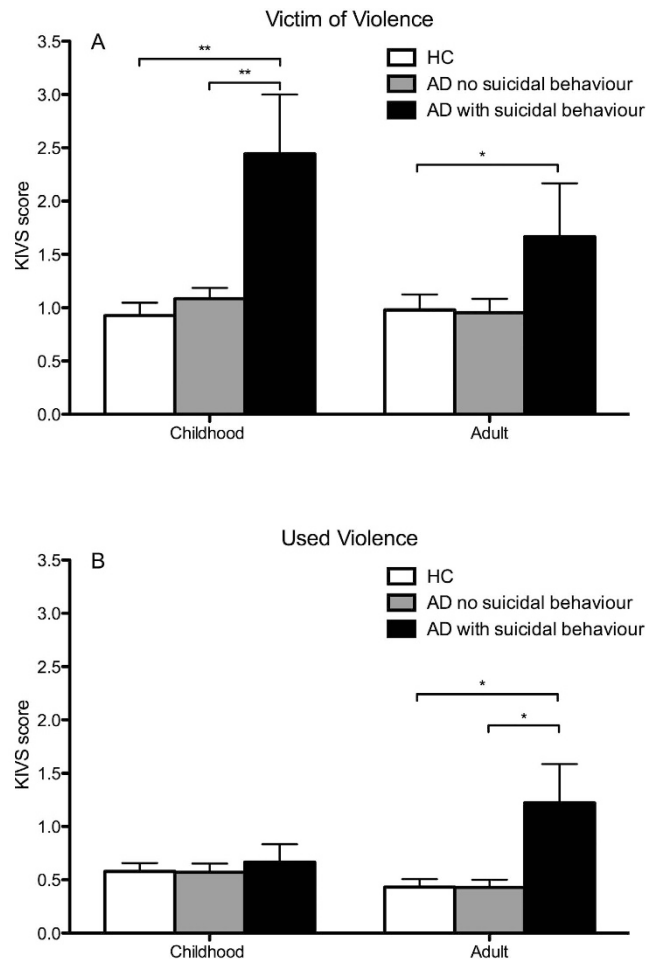 Victim of Violence
A
HC
AD no suicidal behaviour
AD with suicidal behaviour
**
**
*
KIVS score
3.5
3.0
2.5
2.0
1.5
1.0
0.5
0.0
Childhood
Adult
Used Violence
B
HC
AD no suicidal behaviour
AD with suicidal behaviour
*
*
KIVS score
3.5
3.0
2.5
2.0
1.5
1.0
0.5
0.0
Childhood
Adult